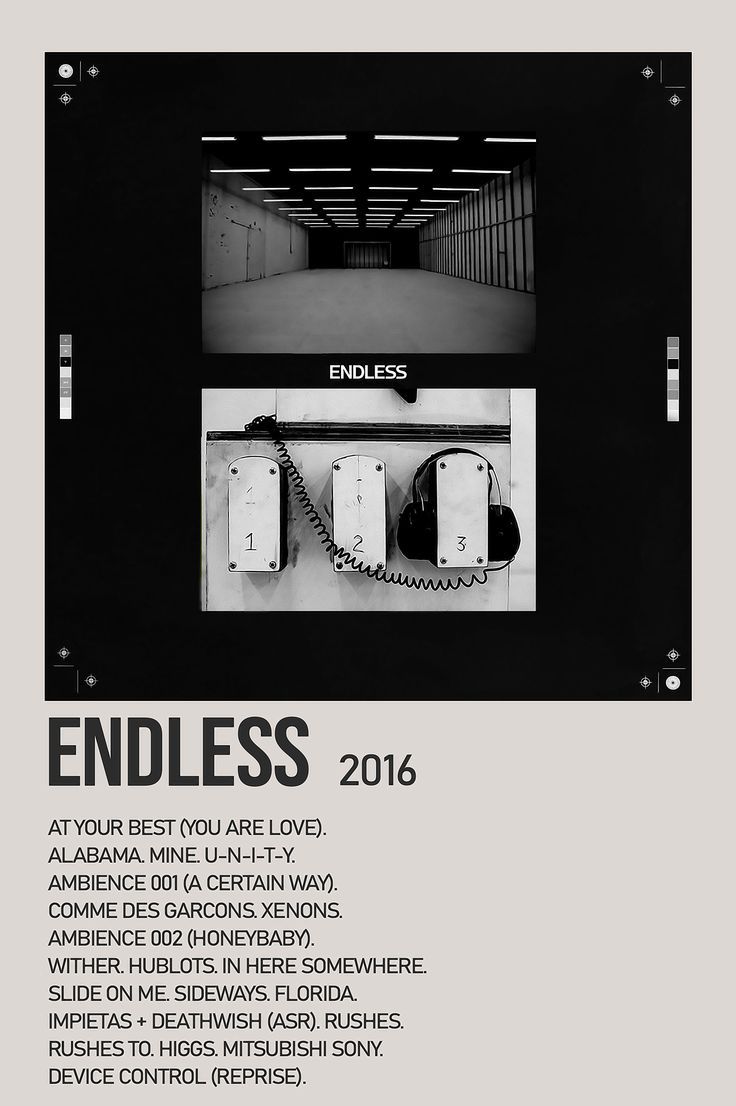 ENDLESS
1
2
3
ENDLESS 2016
AT YOUR BEST (YOU ARE LOVE).
ALABAMA. MINE. U-N-I-T-Y.
AMBIENCE 001 (A CERTAIN WAY).
COMME DES GARCONS. XENONS.
AMBIENCE 002 (HONEYBABY).
WITHER. HUBLOTS. IN HERE SOMEWHERE.
SLIDE ON ME. SIDEWAYS. FLORIDA.
IMPIETAS + DEATHWISH (ASR). RUSHES.
RUSHES TO. HIGGS. MITSUBISHI SONY.
DEVICE CONTROL (REPRISE).